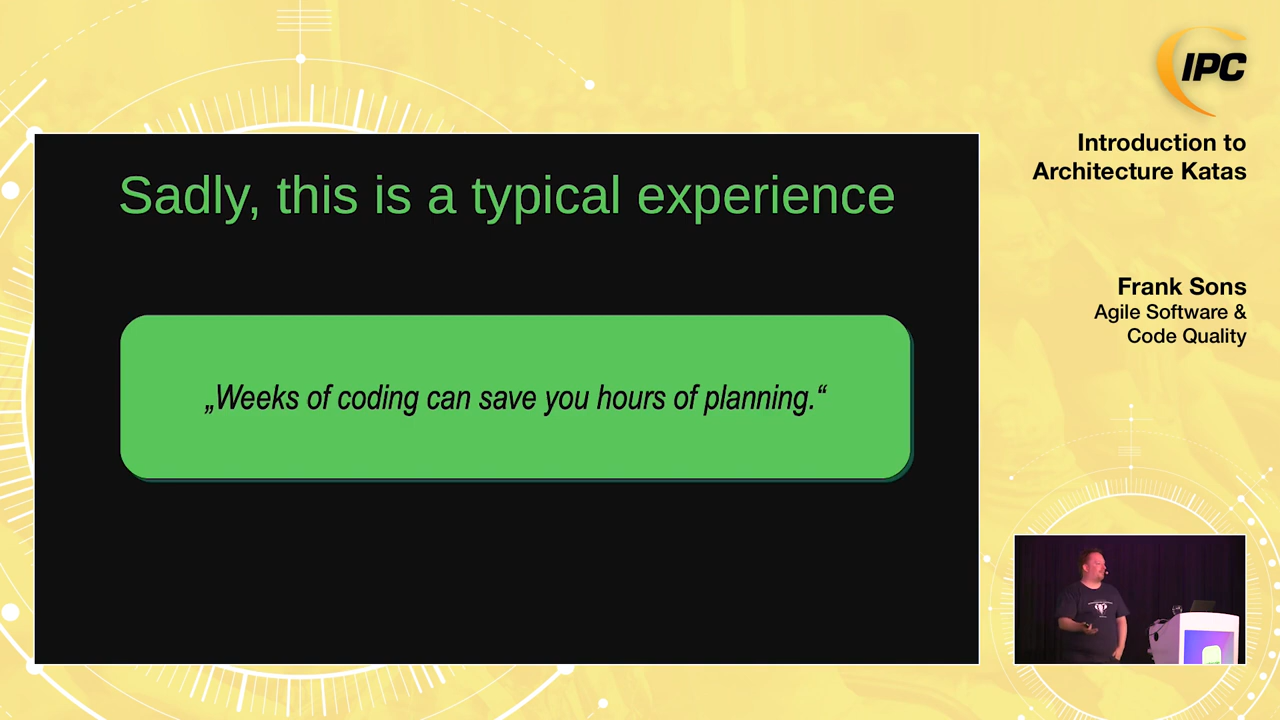 IPC
Introduction to
Architecture Katas
Sadly, this is a typical experience
„Weeks of coding can save you hours of planning.“
Frank Sons
Agile Software &
Code Quality